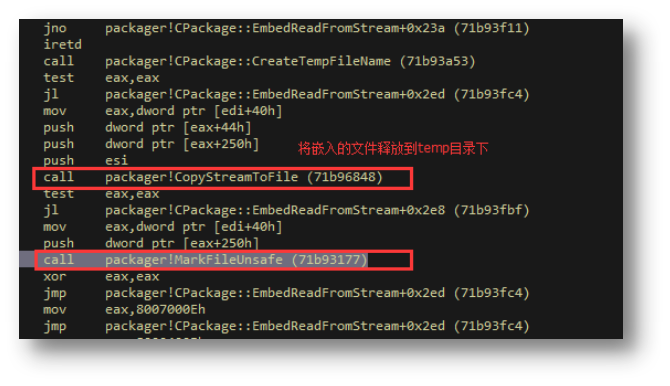 jno packager!CPackage::EmbedReadFromStream+0x23a (71b93f11)
iretd
call packager!CPackage::CreateTempFileName (71b93a53)
test eax,eax
jl packager!CPackage::EmbedReadFromStream+0x2ed (71b93fc4)
mov eax,dword ptr [edi+40h]
push dword ptr [eax+44h]
push dword ptr [eax+250h]
将嵌入的文件释放到temp目录下
push esi
call packager!CopyStreamToFile (71b96848)
test eax,eax
jl packager!CPackage::EmbedReadFromStream+0x2e8 (71b93fbf)
mov eax,dword ptr [edi+40h]
push dword ptr [eax+250h]
call packager!MarkFileUnsafe (71b93177)
xor eax,eax
jmp packager!CPackage::EmbedReadFromStream+0x2ed (71b93fc4)
mov eax,8007000Eh
jmp packager!CPackage::EmbedReadFromStream+0x2ed (71b93fc4)